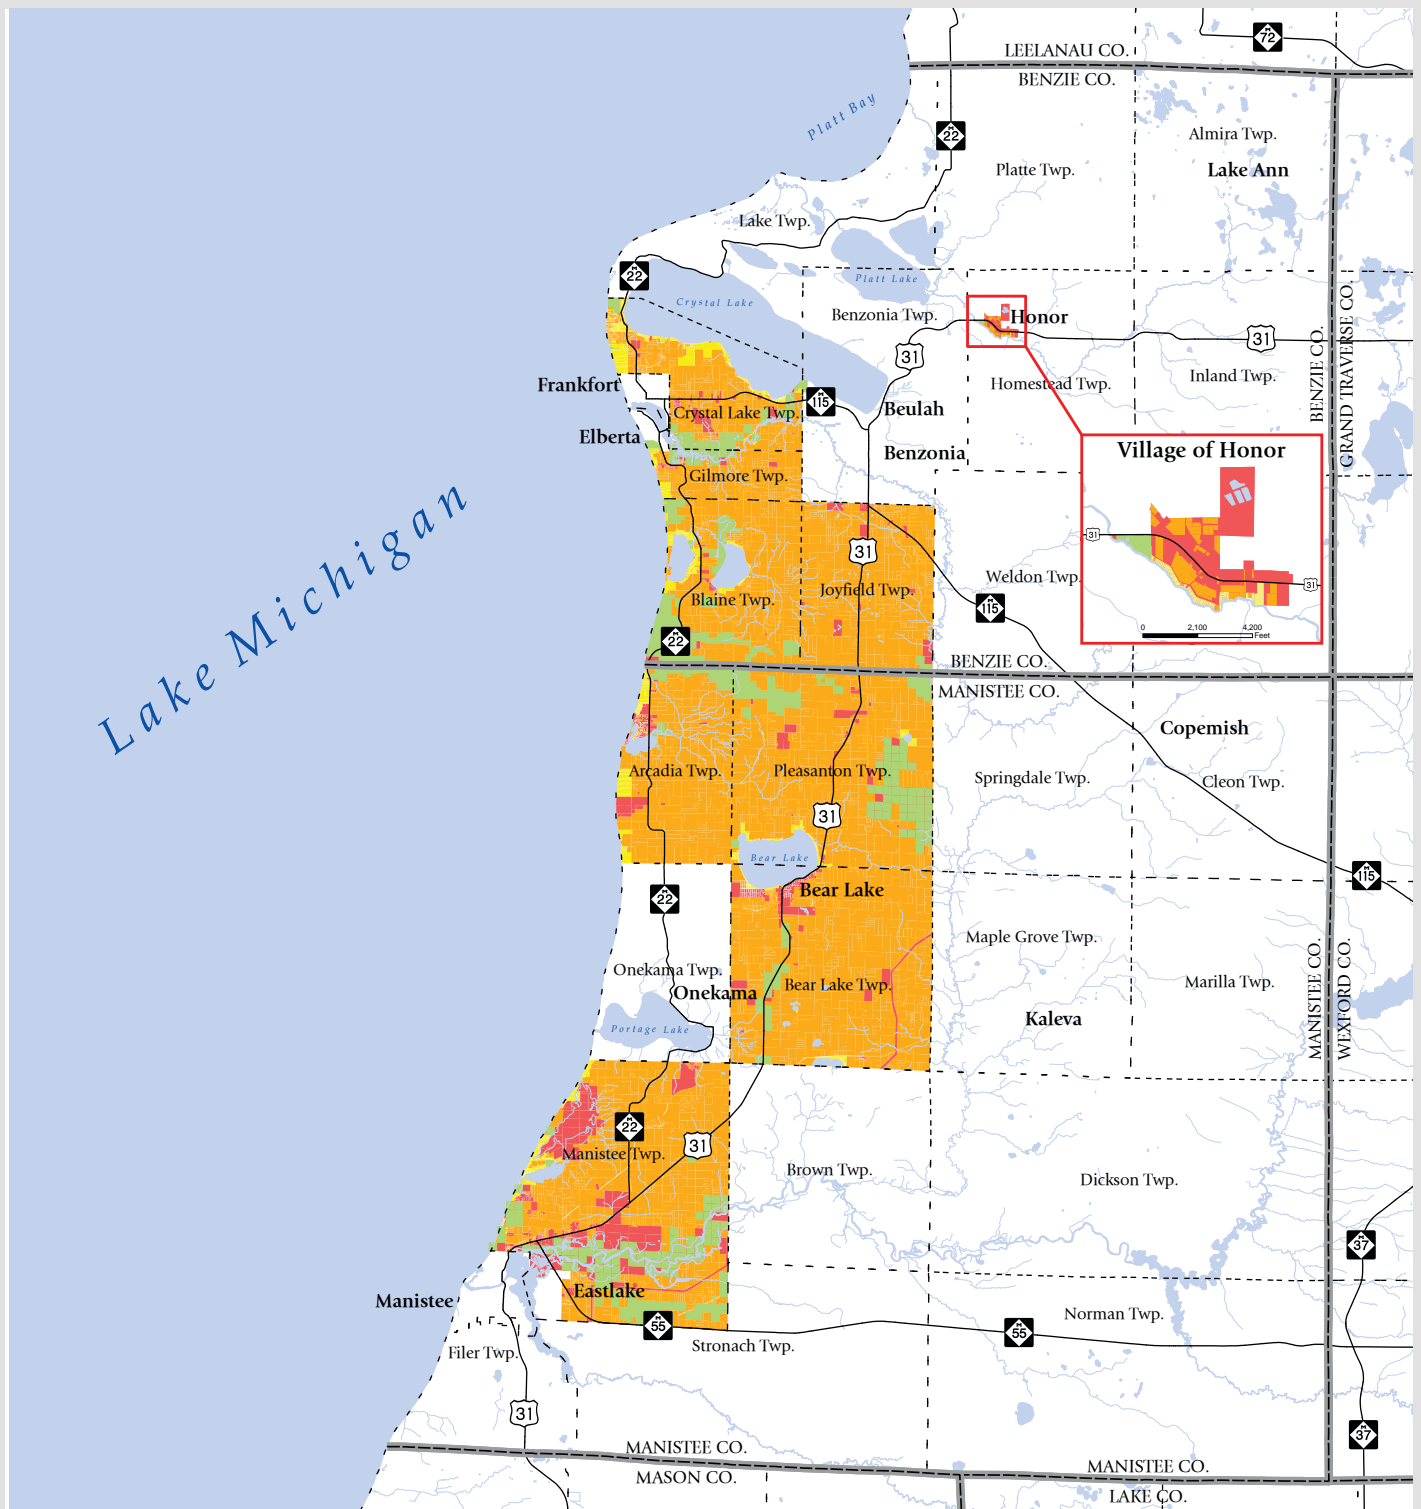 LEELANAU CO.
BENZIE CO.
M
72
Platt Bay
M
22
Almira Twp.
Platte Twp.
Lake Ann
Lake Twp.
M
22
Platt Lake
Crystal Lake
Benzonia Twp.
Honor
31
31
BENZIE CO.
GRAND TRAVERSE CO.
Frankfort
Homestead Twp.
Inland Twp.
M
115
Crystal Lake Twp.
Beulah
Elberta
Benzonia
Village of Honor
Gilmore Twp.
31
31
0
2,100
4,200
Feet
Lake Michigan
31
Weldon Twp.
Joyfield Twp.
Blaine Twp.
M
115
M
22
BENZIE CO.
MANISTEE CO.
Copemish
Arcadia Twp.
Pleasanton Twp.
Springdale Twp.
Cleon Twp.
31
Bear Lake
M
115
Bear Lake
M
22
Maple Grove Twp.
Onekama Twp.
Bear Lake Twp.
Marilla Twp.
Onekama
MANISTEE CO.
WEXFORD CO.
Kaleva
Portage Lake
M
22
31
Manistee Twp.
Brown Twp.
Dickson Twp.
M
37
Eastlake
Manistee
Norman Twp.
M
55
M
55
Stronach Twp.
Filer Twp.
31
M
37
MANISTEE CO.
MASON CO.
MANISTEE CO.
LAKE CO.